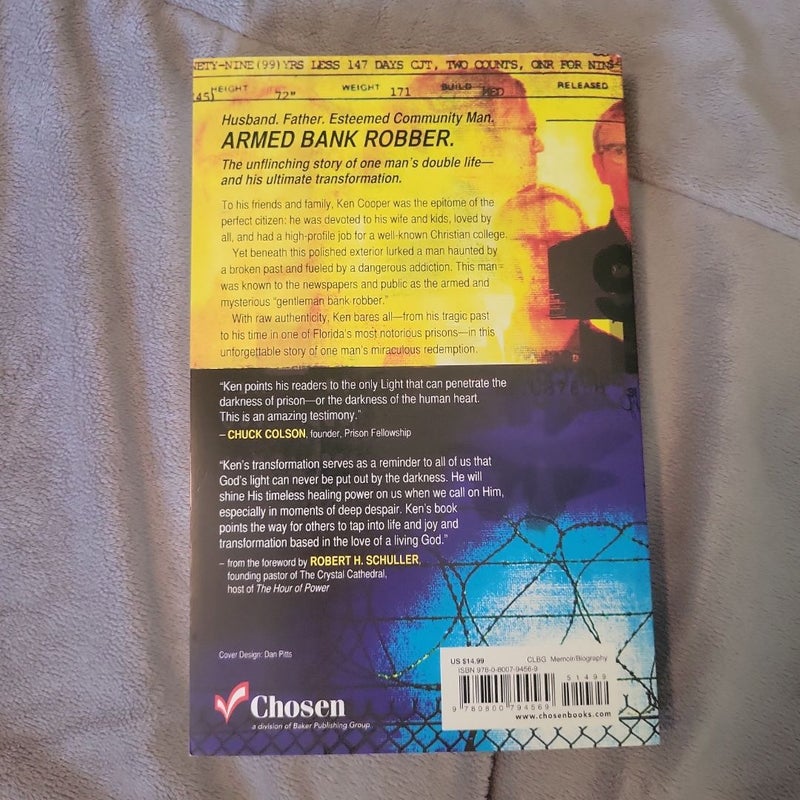 ETY-NINE (99) YRS LESS 147 DAYS CJT, TWO COUNTS, ONR FOR NINE
(45) HEIGHT 72" WEIGHT 171 BUILD MED RELEASED
Husband. Father. Esteemed Community Man.
ARMED BANK ROBBER.
The unflinching story of one man's double life—
and his ultimate transformation.
To his friends and family, Ken Cooper was the epitome of the
perfect citizen: he was devoted to his wife and kids, loved by
all, and had a high-profile job for a well-known Christian college.
Yet beneath this polished exterior lurked a man haunted by
a broken past and fueled by a dangerous addiction. This man
was known to the newspapers and public as the armed and
mysterious "gentleman bank robber."
With raw authenticity, Ken bares all—from his tragic past
to his time in one of Florida's most notorious prisons—in this
unforgettable story of one man's miraculous redemption.
"Ken points his readers to the only Light that can penetrate the
darkness of prison—or the darkness of the human heart.
This is an amazing testimony."
– CHUCK COLSON, founder, Prison Fellowship
"Ken's transformation serves as a reminder to all of us that
God's light can never be put out by the darkness. He will
shine His timeless healing power on us when we call on Him,
especially in moments of deep despair. Ken's book
points the way for others to tap into life and joy and
transformation based in the love of a living God."
– from the foreword by ROBERT H. SCHULLER,
founding pastor of The Crystal Cathedral,
host of The Hour of Power
Cover Design: Dan Pitts
Chosen
a division of Baker Publishing Group
US $14.99 CLBG Memoir/Biography
ISBN 978-0-8007-9456-9
51499
9 780800 794569
www.chosenbooks.com